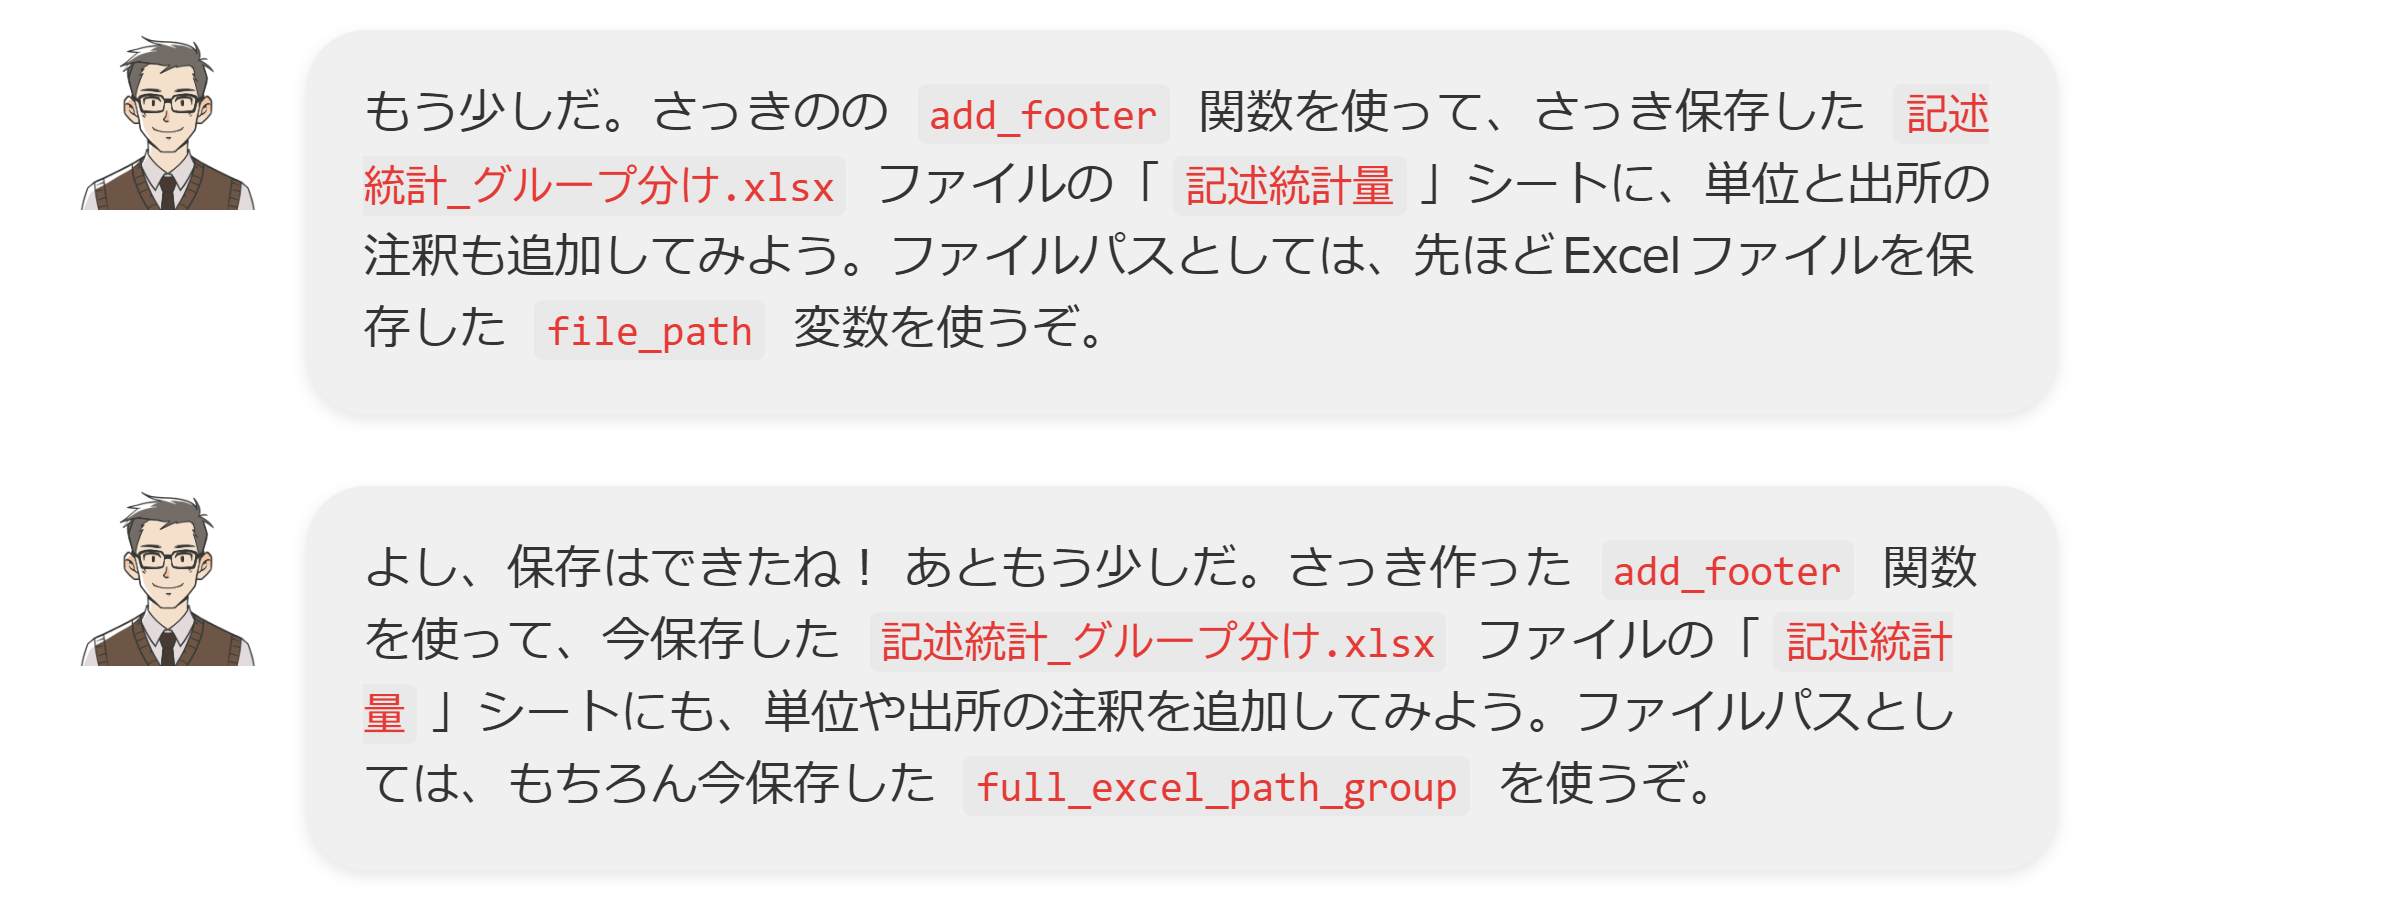 もう少しだ。さっきのの add_footer 関数を使って、さっき保存した 記述
統計_グループ分け.xlsx ファイルの「 記述統計量 」シートに、単位と出所の
注釈も追加してみよう。ファイルパスとしては、先ほどExcelファイルを保
存した file_path 変数を使うぞ。
よし、保存はできたね！ あともう少しだ。さっき作った add_footer 関数
を使って、今保存した 記述統計_グループ分け.xlsx ファイルの「 記述統計
量 」シートにも、単位や出所の注釈を追加してみよう。ファイルパスとし
ては、もちろん今保存した full_excel_path_group を使うぞ。